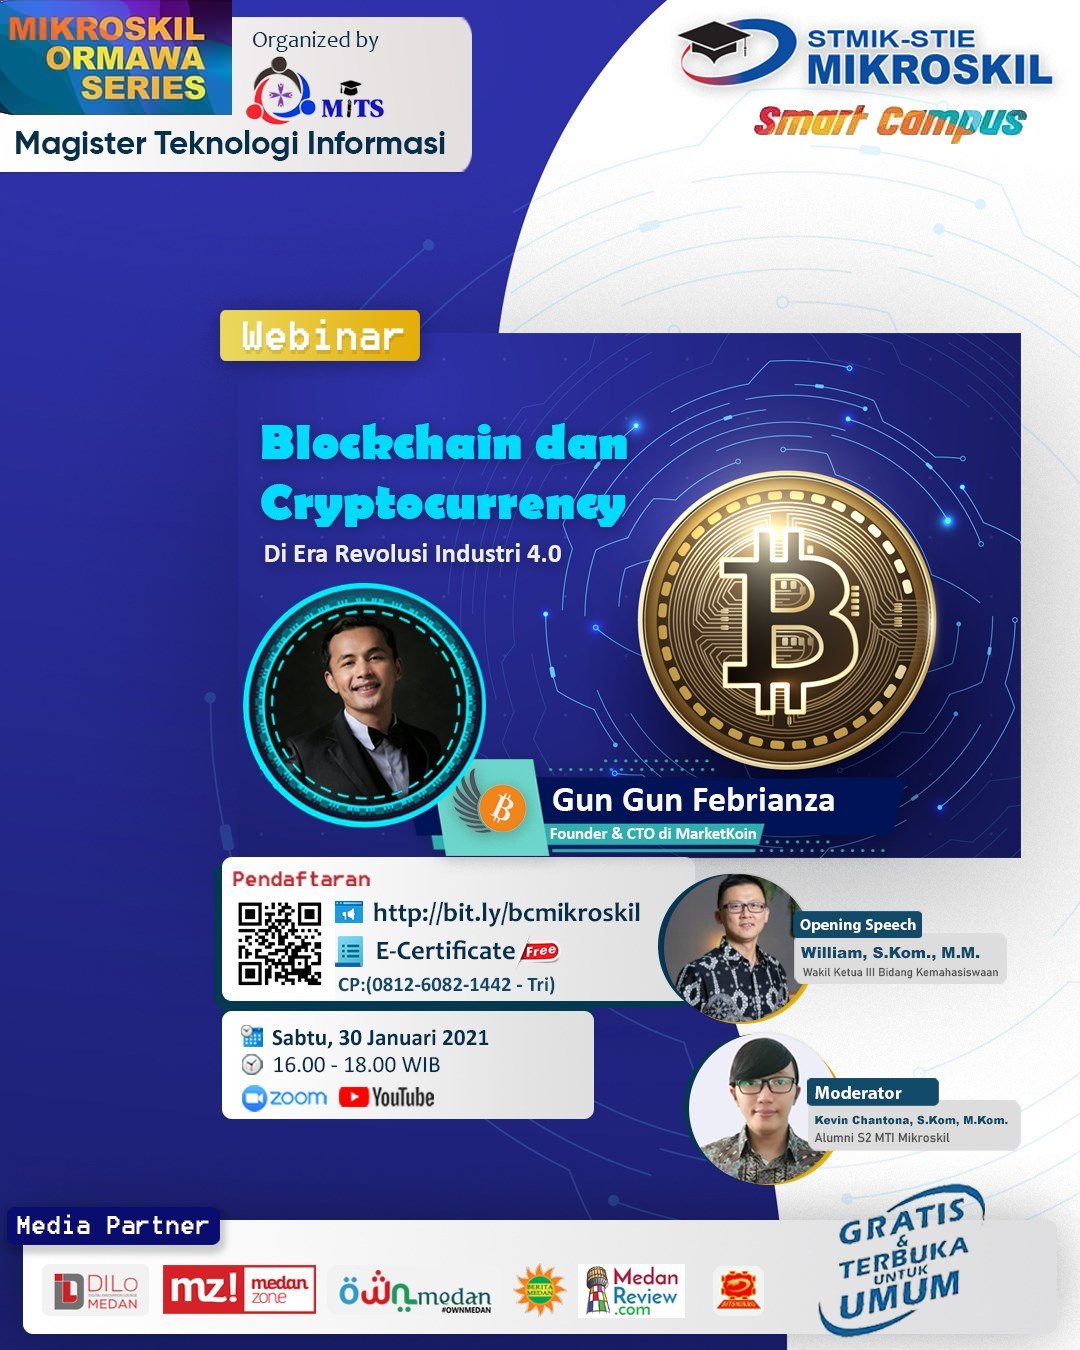 MIKROSKIL
ORMAWA
SERIES
Organized by
MITS
Magister Teknologi Informasi
STMIK-STIE
MIKROSKIL
Smart Campus
Webinar
Blockchain dan
Cryptocurrency
Di Era Revolusi Industri 4.0
Gun Gun Febrianza
Founder & CTO di MarketKoin
Pendaftaran
http://bit.ly/bcmikroskil
E-Certificate Free
CP:(0812-6082-1442 - Tri)
Sabtu, 30 Januari 2021
16.00 - 18.00 WIB
zoom YouTube
Opening Speech
William, S.Kom., M.M.
Wakil Ketua III Bidang Kemahasiswaan
Moderator
Kevin Chantona, S.Kom, M.Kom.
Alumni S2 MTI Mikroskil
Media Partner
DILo
MEDAN
mz! medan
zone
öwn medan
#OWNMEDAN
BERITA
MEDAN
Medan
Review
.com
GRATIS
&
TERBUKA
UNTUK
UMUM